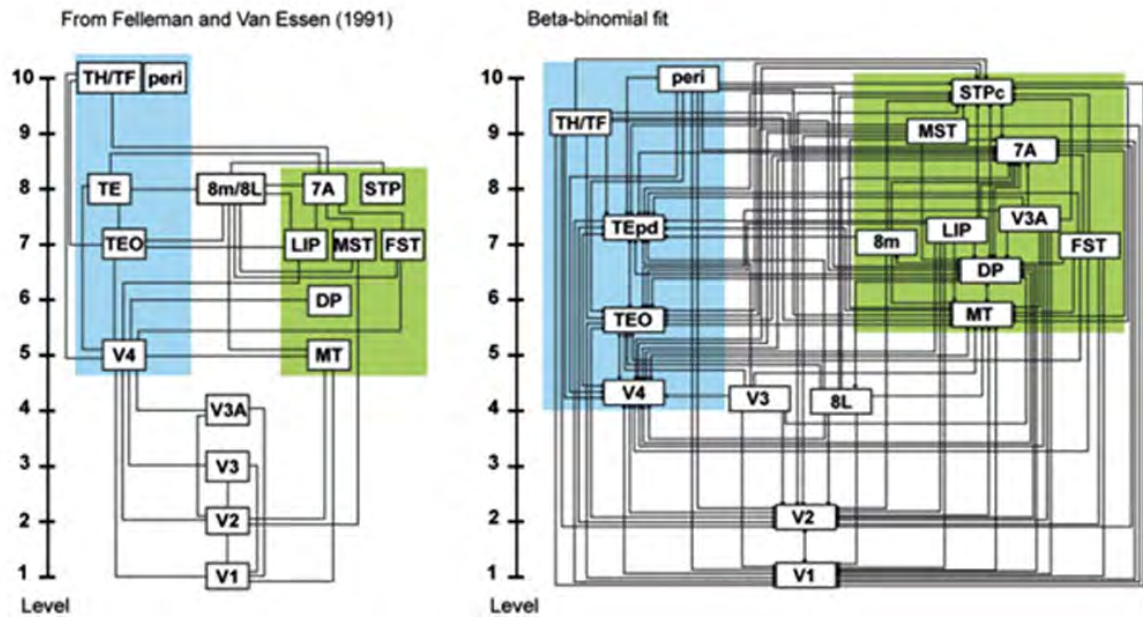 From Felleman and Van Essen (1991)
10
9
8
7
6
5
4
3
2
1
Level
TH/TF peri
TE 8m/8L 7A STP
TEO LIP MST FST
DP
V4 MT
V3A
V3
V2
V1
Beta-binomial fit
10
9
8
7
6
5
4
3
2
1
Level
peri STPc
TH/TF MST
7A
TEpd LIP V3A
8m FST
DP
TEO MT
V4 V3 8L
V2
V1